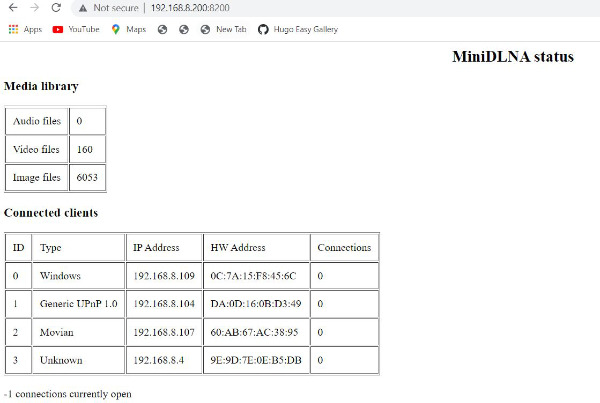 Not secure | 192.168.8.200:8200
Apps YouTube Maps New Tab Hugo Easy Gallery
MiniDLNA status
Media library
Audio files 0
Video files 160
Image files 6053
Connected clients
ID Type IP Address HW Address Connections
0 Windows 192.168.8.109 0C:7A:15:F8:45:6C 0
1 Generic UPnP 1.0 192.168.8.104 DA:0D:16:0B:D3:49 0
2 Movian 192.168.8.107 60:AB:67:AC:38:95 0
3 Unknown 192.168.8.4 9E:9D:7E:0E:B5:DB 0
-1 connections currently open